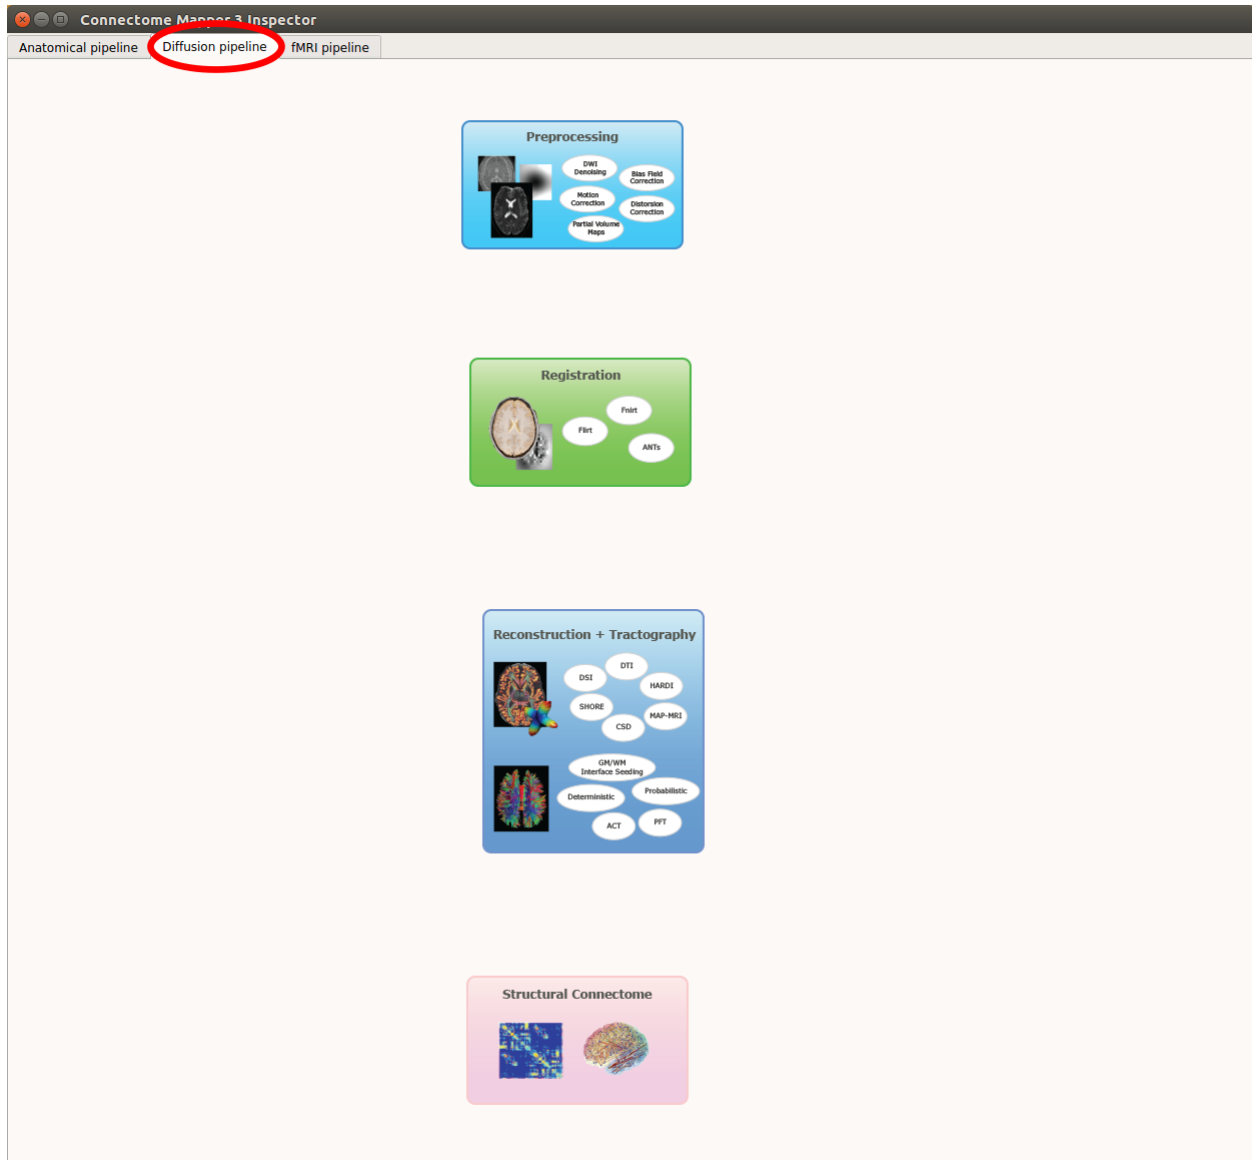 Connectome Mapper 3 Inspector
Anatomical pipeline
Diffusion pipeline
fMRI pipeline
Preprocessing
DWI
Denoising
Bias Field
Correction
Motion
Correction
Distorsion
Correction
Partial Volume
Maps
Registration
Fnirt
Flirt
ANTs
Reconstruction + Tractography
DTI
DSI
HARDI
SHORE
MAP-MRI
CSD
GM/WM
Interface Seeding
Probabilistic
Deterministic
PFT
ACT
Structural Connectome